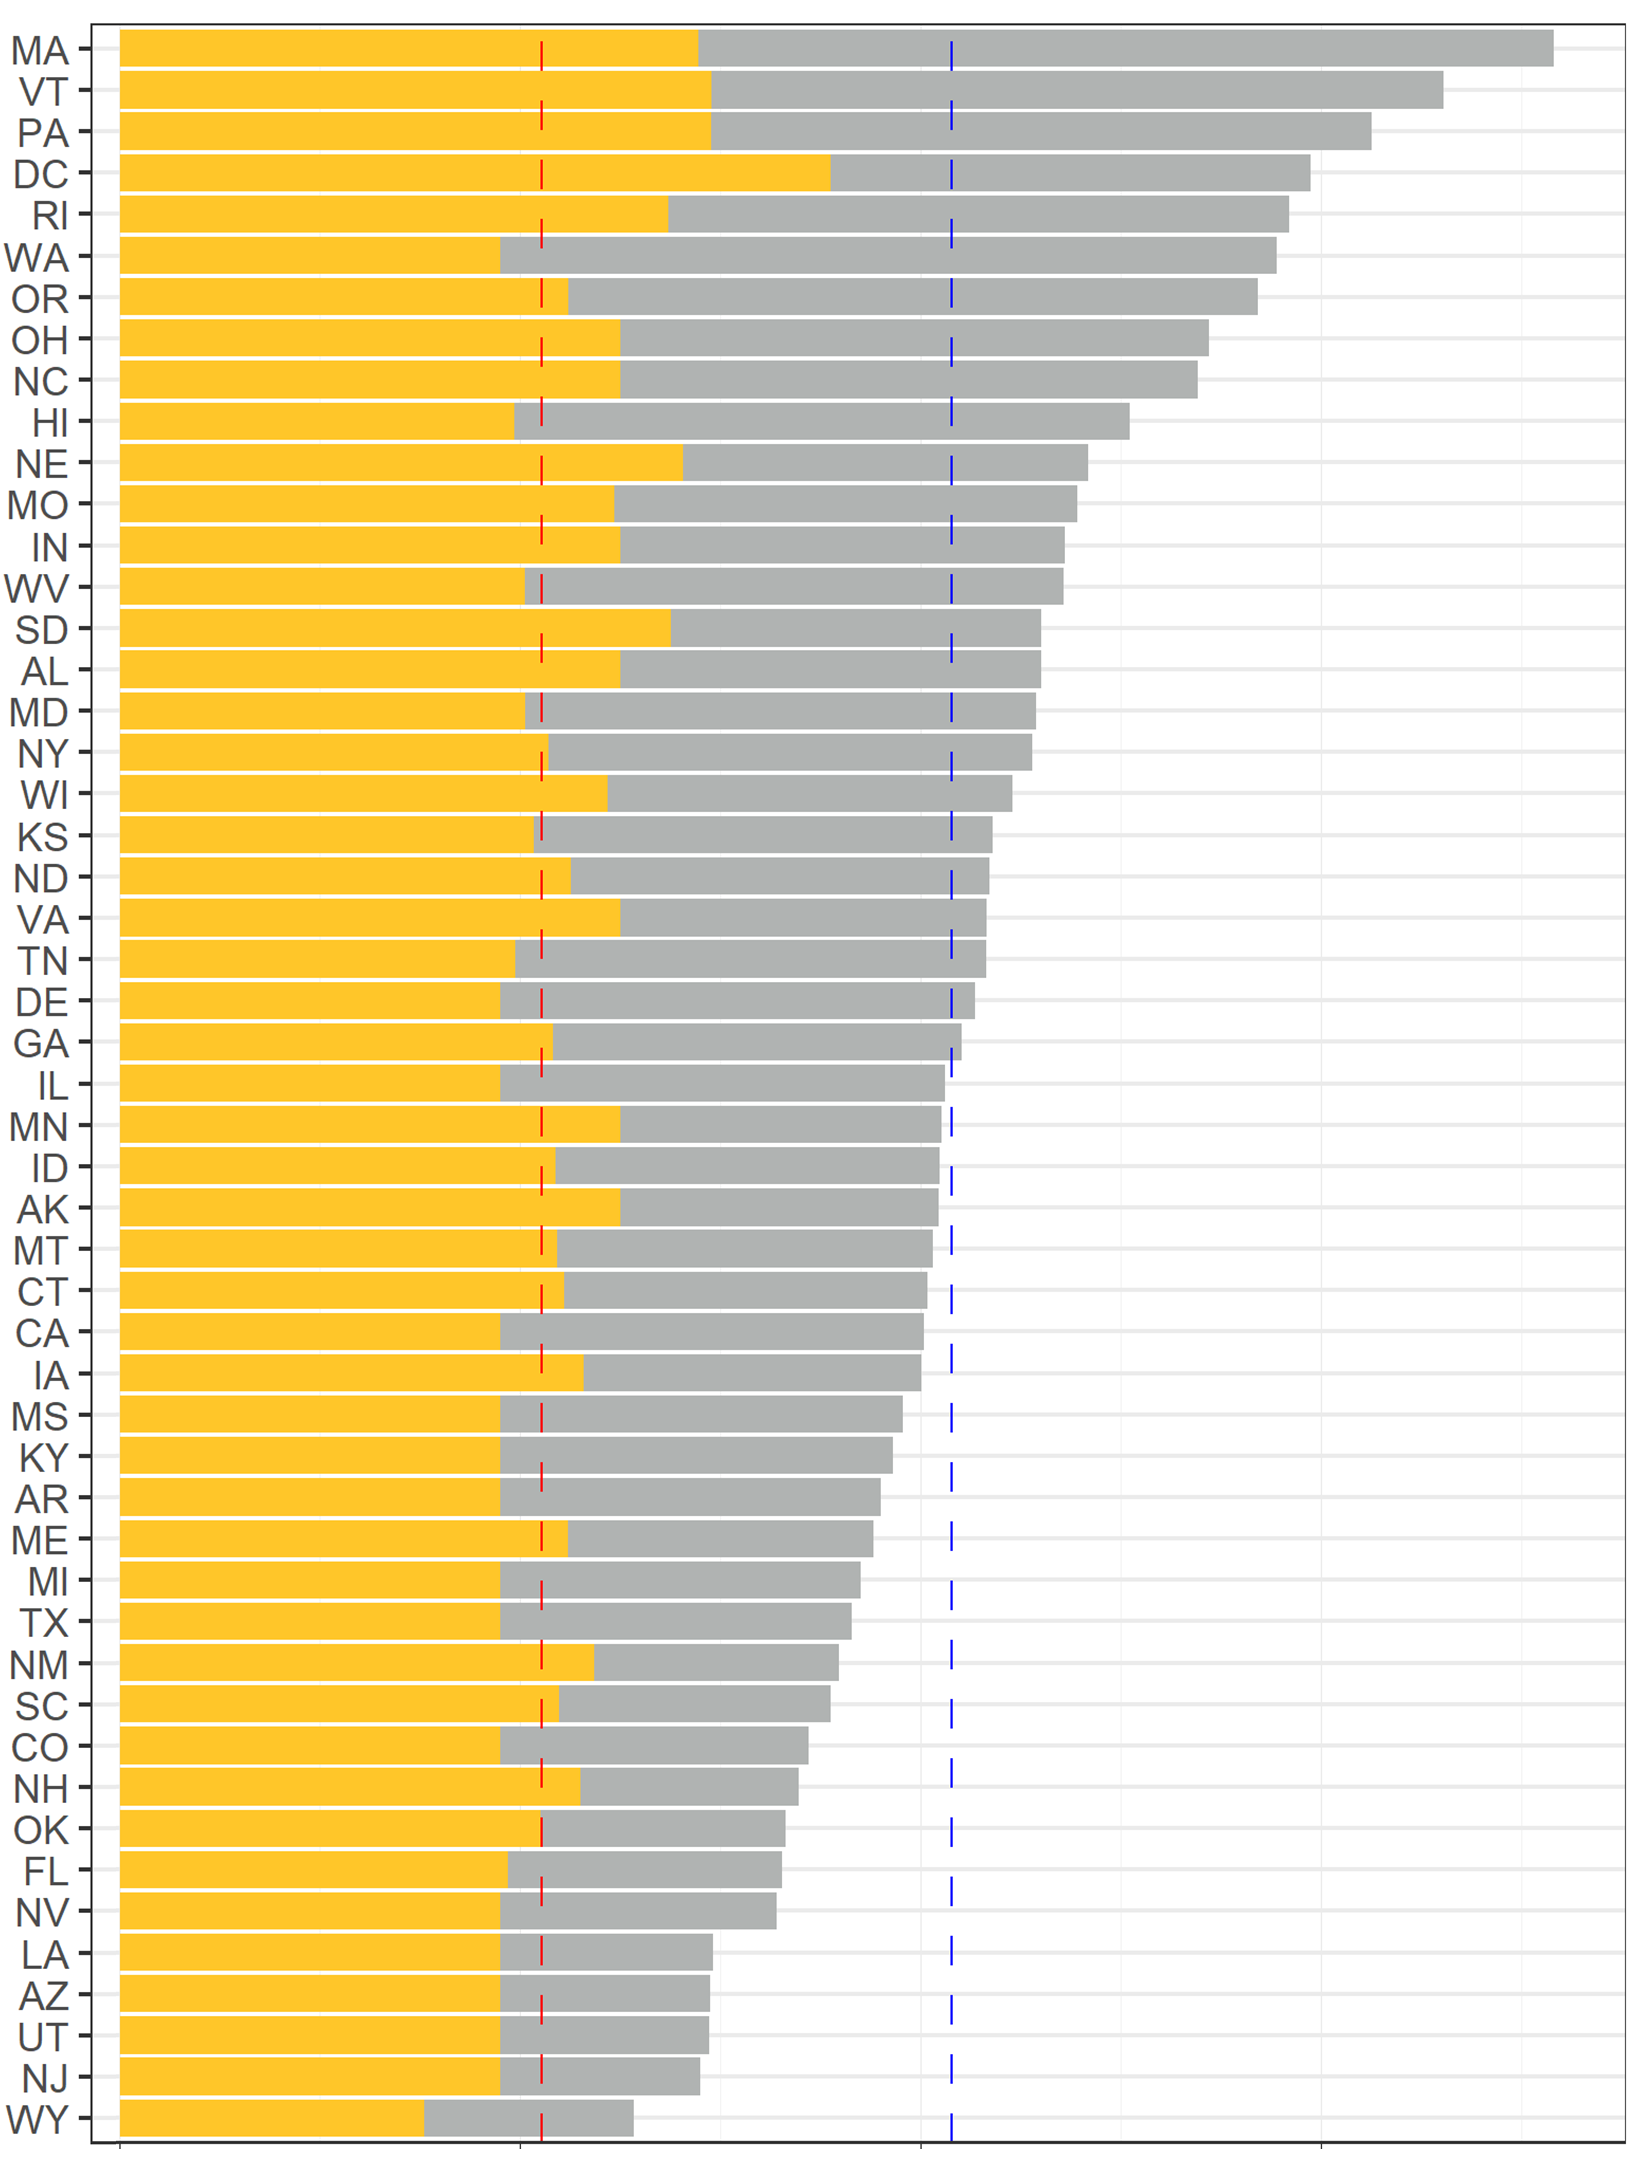 MA
VT
PA
DC
RI
WA
OR
OH
NC
HI
NE
MO
IN
WV
SD
AL
MD
NY
WI
KS
ND
VA
TN
DE
GA
IL
MN
ID
AK
MT
CT
CA
IA
MS
KY
AR
ME
MI
TX
NM
SC
CO
NH
OK
FL
NV
LA
AZ
UT
NJ
WY